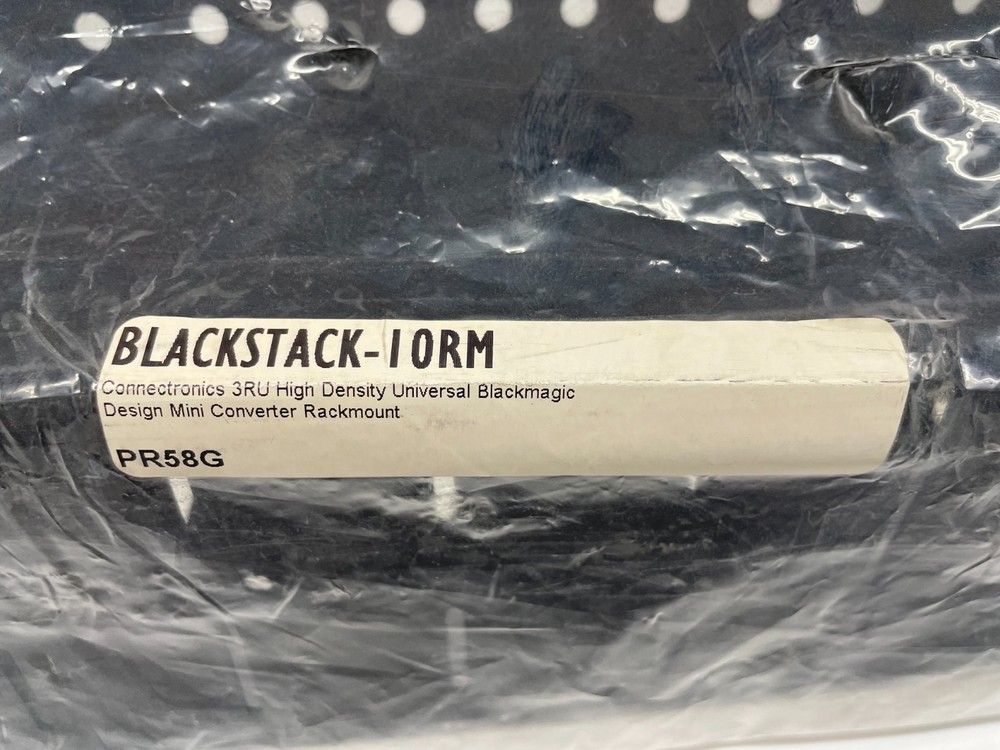 BLACKSTACK-10RM
Connectronics 3RU High Density Universal Blackmagic
Design Mini Converter Rackmount
PR58G